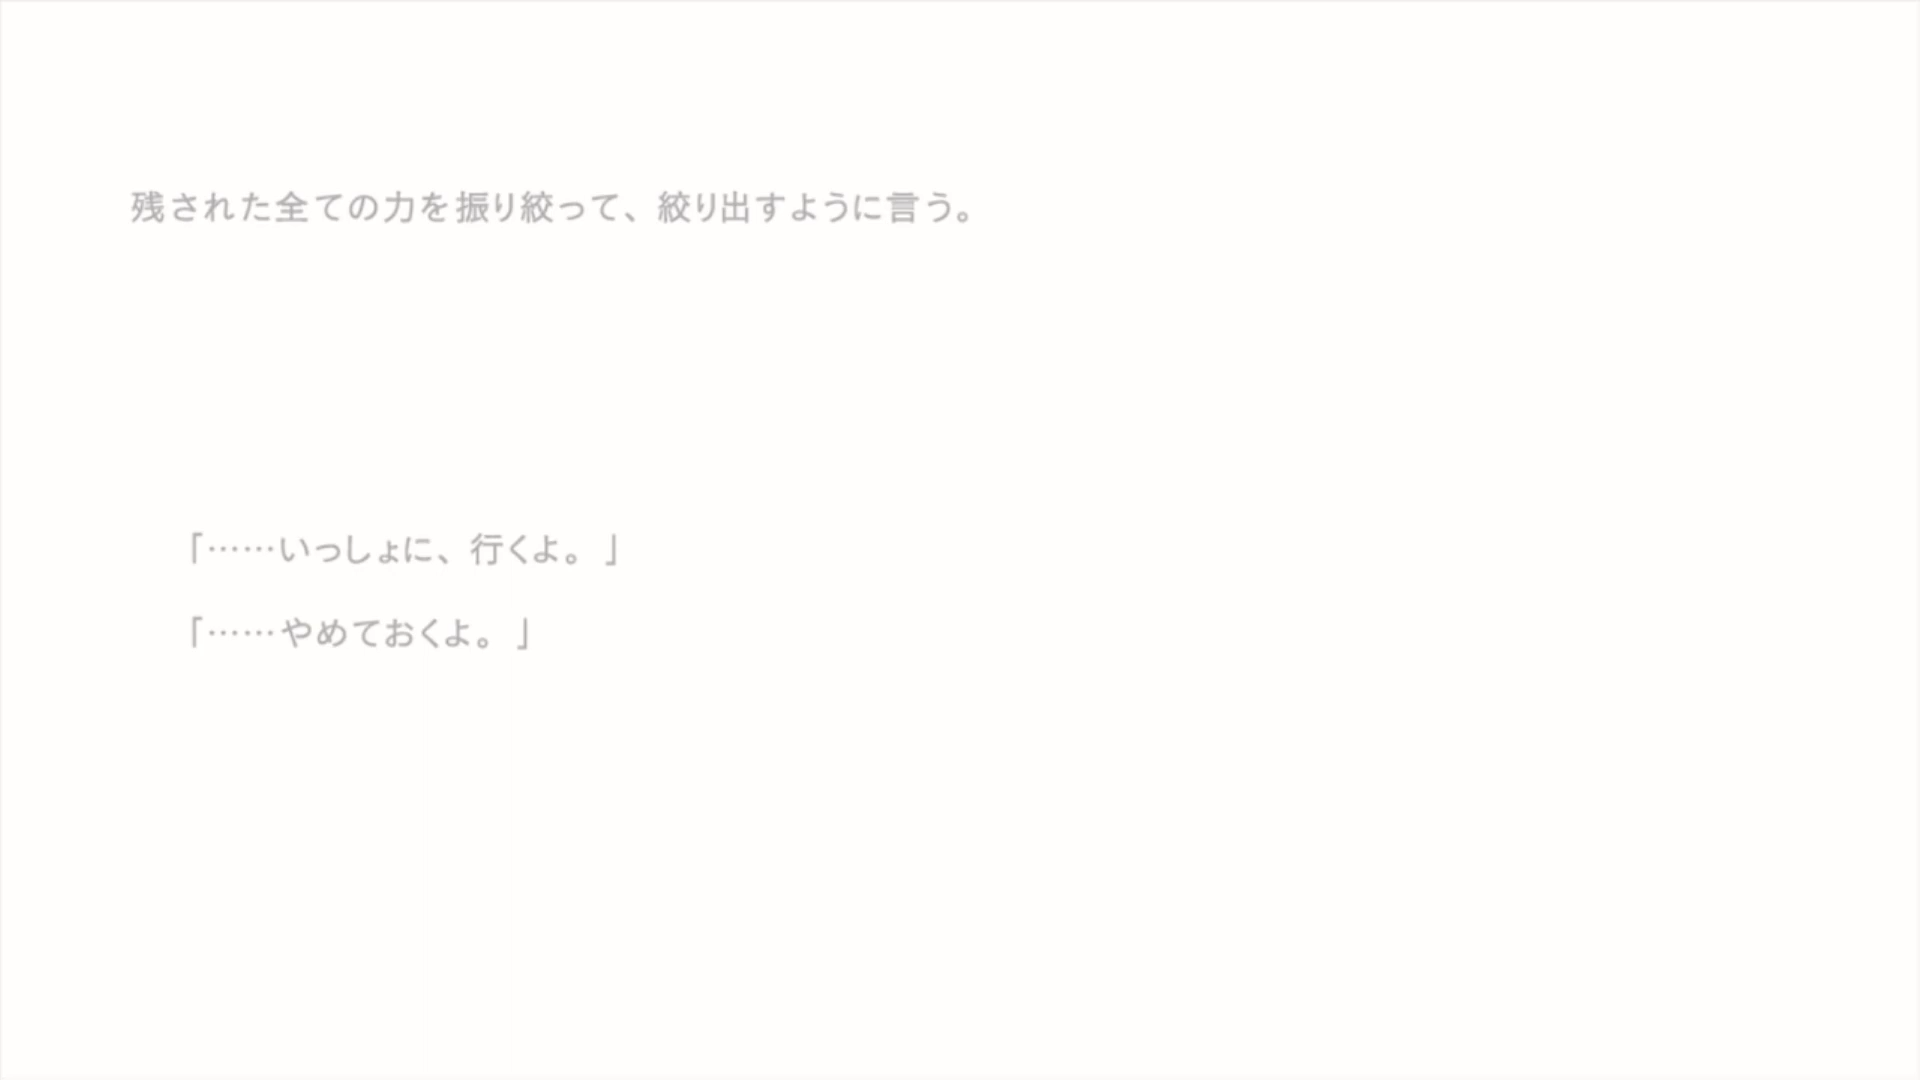 残された全ての力を振り絞って、絞り出すように言う。
「……いっしょに、行くよ。」
「……やめておくよ。」